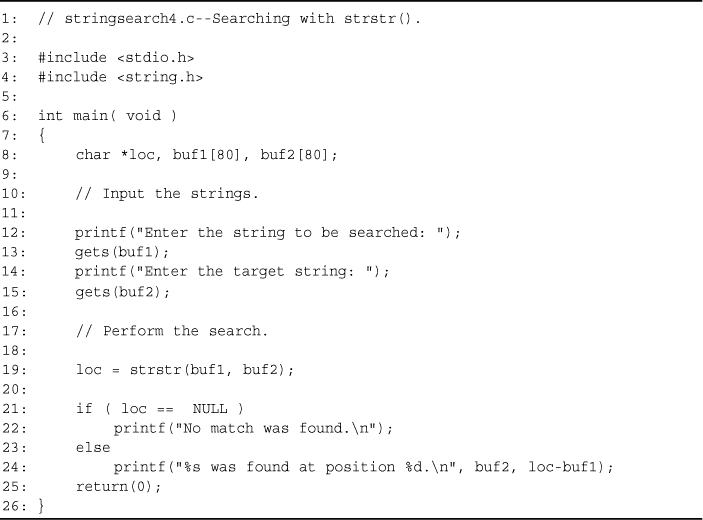 1: // stringsearch4.c--Searching with strstr().
2:
3: #include <stdio.h>
4: #include <string.h>
5:
6: int main( void )
7: {
8: char *loc, buf1[80], buf2[80];
9:
10: // Input the strings.
11:
12: printf("Enter the string to be searched: ");
13: gets(buf1);
14: printf("Enter the target string: ");
15: gets(buf2);
16:
17: // Perform the search.
18:
19: loc = strstr(buf1, buf2);
20:
21: if ( loc == NULL )
22: printf("No match was found.\n");
23: else
24: printf("%s was found at position %d.\n", buf2, loc-buf1);
25: return(0);
26: }